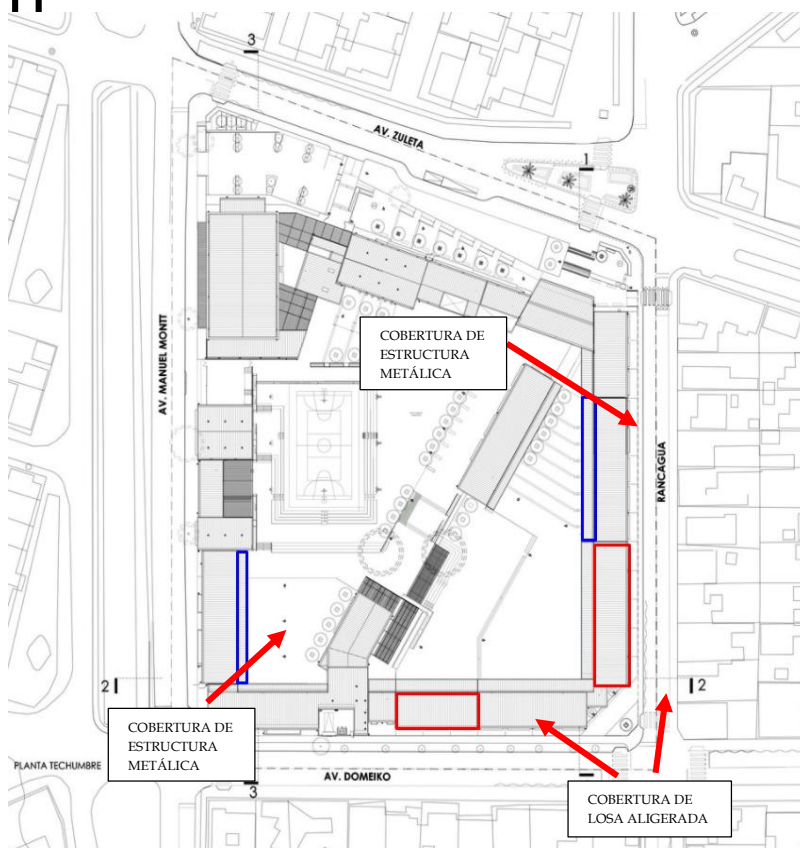 3
AV. ZULETA
1
COBERTURA DE
ESTRUCTURA
METÁLICA
AV. MANUEL MONTT
RANCAGUA
2
2
COBERTURA DE
ESTRUCTURA
METÁLICA
PLANTA TECHUMBRE
AV. DOMEIKO
3
COBERTURA DE
LOSA ALIGERADA